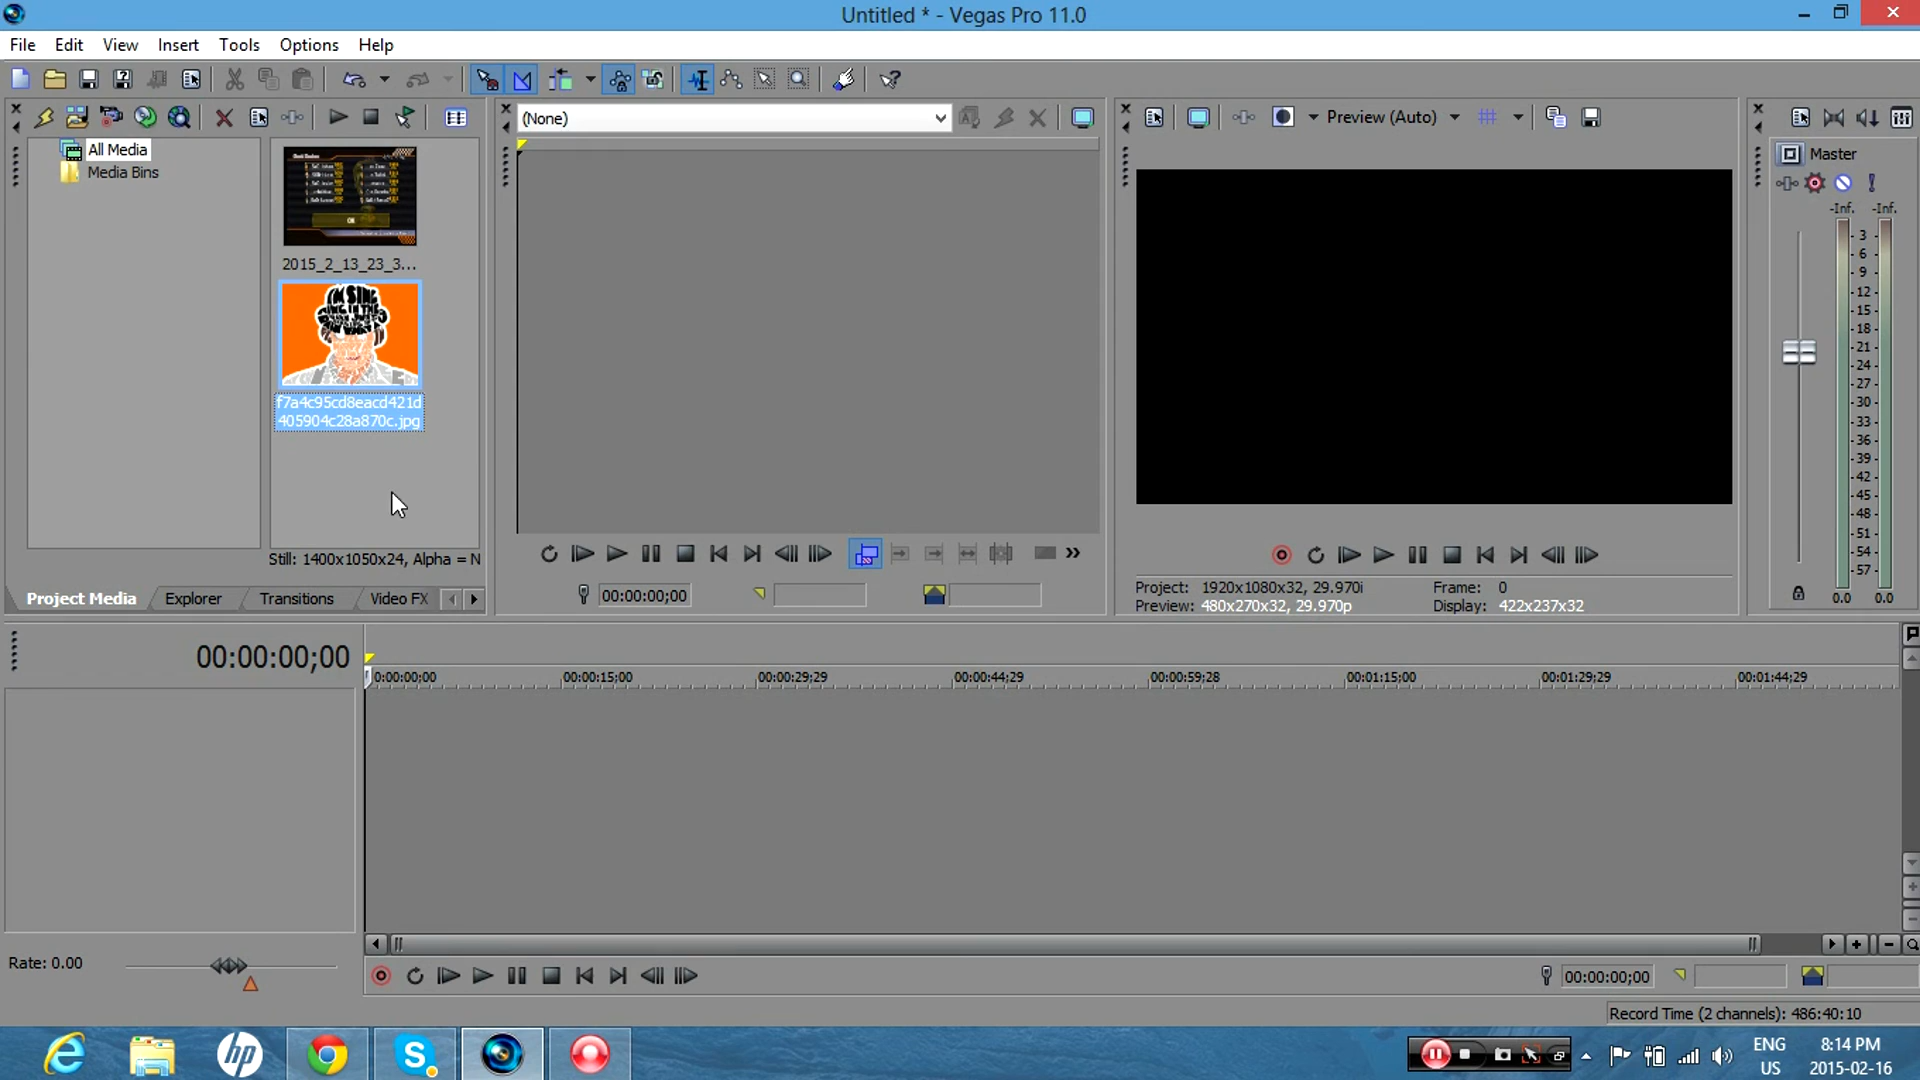 Untitled * - Vegas Pro 11.0
File Edit View Insert Tools Options Help
(None)
Preview (Auto)
All Media
Media Bins
Master
-Inf. -Inf.
3
6
9
12
15
18
21
24
27
30
33
36
39
42
45
48
51
54
57
0.0 0.0
OK
2015_2_13_23_3...
I'M SING
f7a4c95cd8eacd421d
405904c28a870c.jpg
Still: 1400x1050x24, Alpha = N
Project Media Explorer Transitions Video FX
00:00:00;00
Project: 1920x1080x32, 29.970i Frame: 0
Preview: 480x270x32, 29.970p Display: 422x237x32
00:00:00;00
0:00:00;00 00:00:15;00 00:00:29;29 00:00:44;29 00:00:59;28 00:01:15;00 00:01:29;29 00:01:44;29
Rate: 0.00
00:00:00;00
Record Time (2 channels): 486:40:10
hp
ENG
US
8:14 PM
2015-02-16